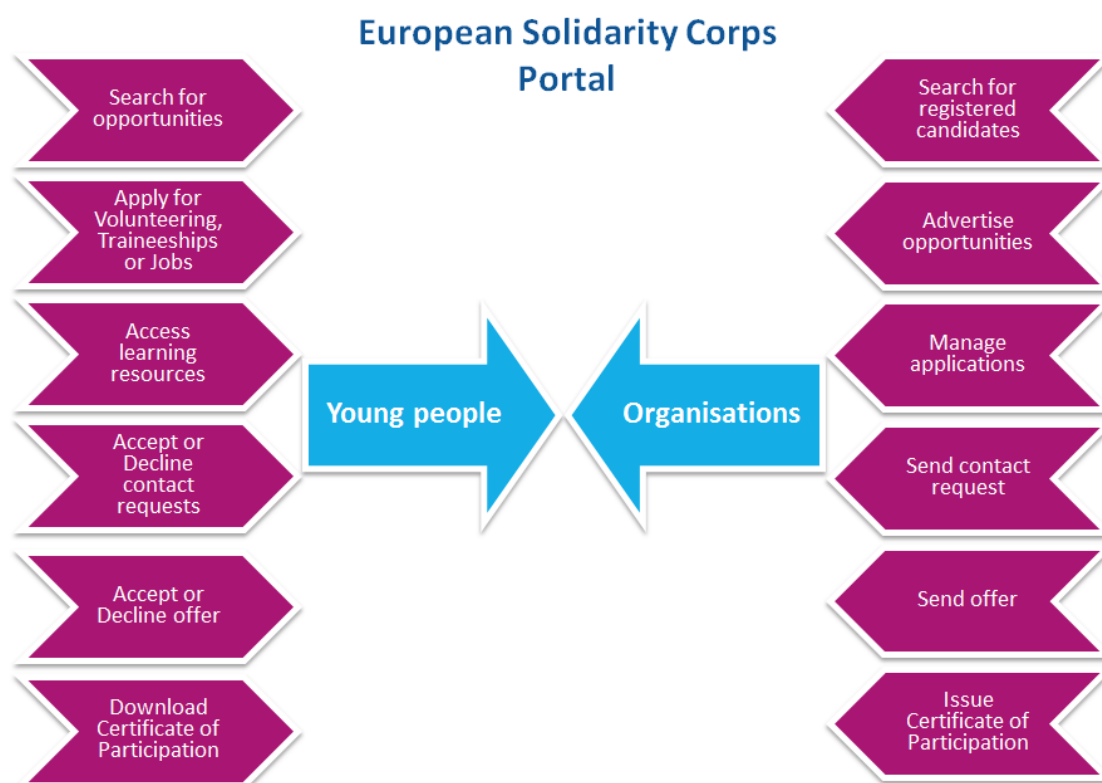 European Solidarity Corps
Portal
Search for
opportunities
Apply for
Volunteering,
Traineeships
or Jobs
Access
learning
resources
Accept or
Decline
contact
requests
Accept or
Decline offer
Download
Certificate of
Participation
Young people
Organisations
Search for
registered
candidates
Advertise
opportunities
Manage
applications
Send contact
request
Send offer
Issue
Certificate of
Participation